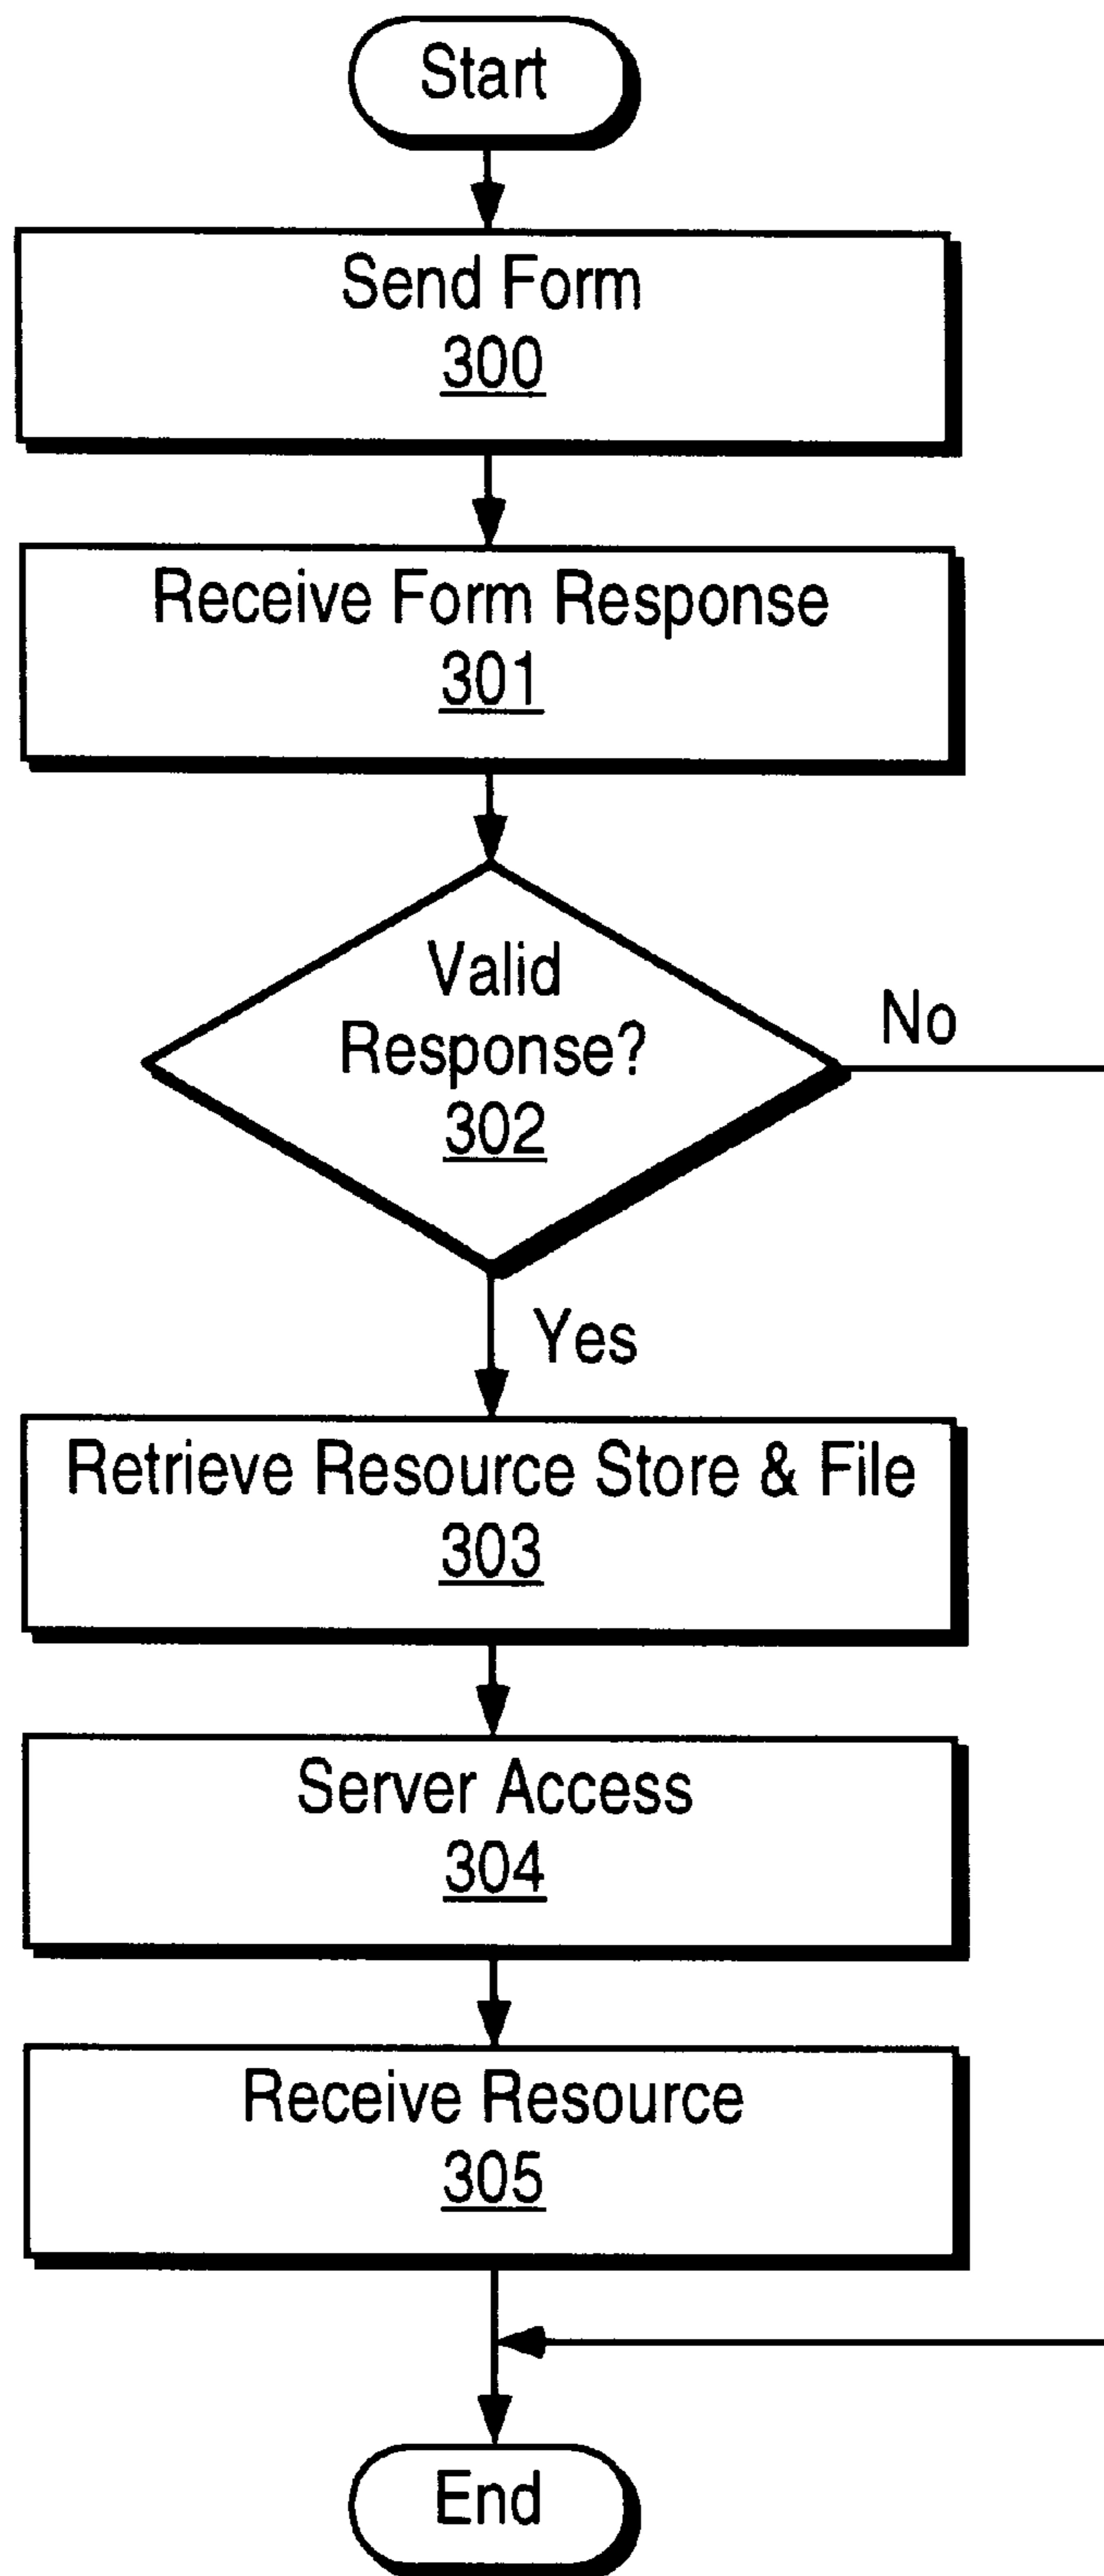 Start
Send Form
300
Receive Form Response
301
Valid
Response?
302
No
Yes
Retrieve Resource Store & File
303
Server Access
304
Receive Resource
305
End